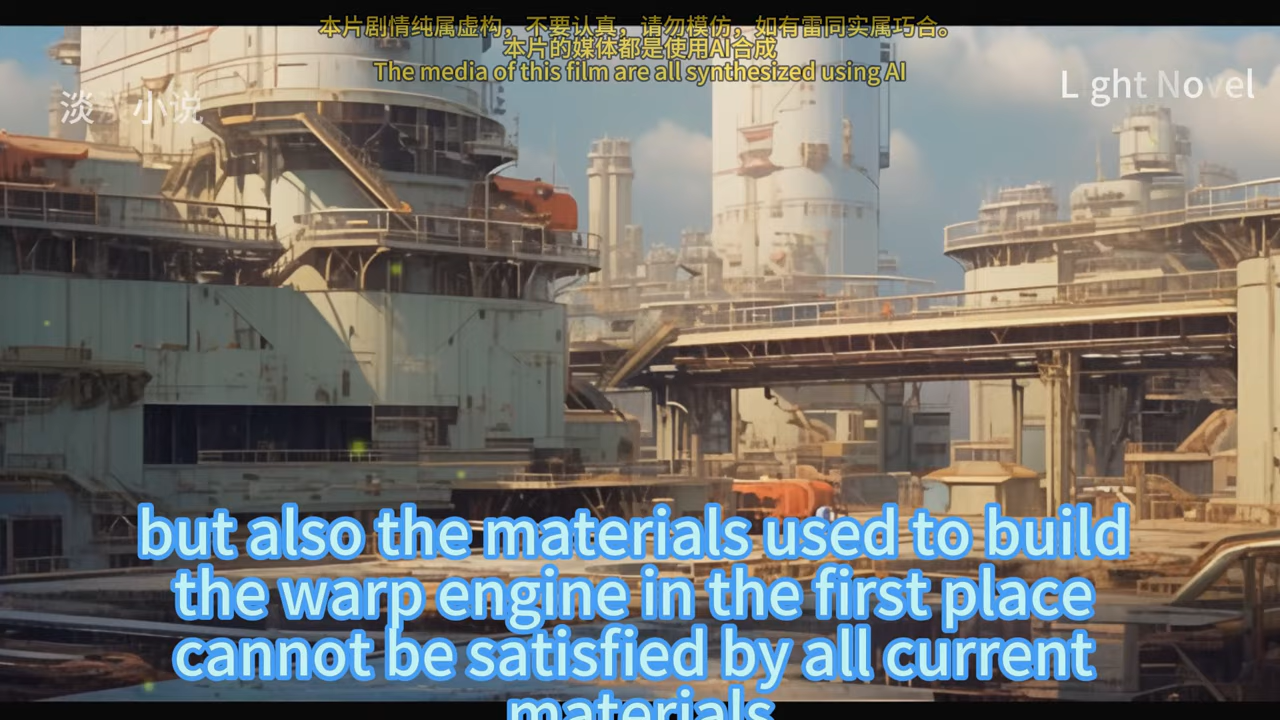 本片剧情纯属虚构，不要认真，请勿模仿，如有雷同实属巧合。
本片的媒体都是使用AI合成
The media of this film are all synthesized using AI
淡 小说
L ght Novel
but also the materials used to build
the warp engine in the first place
cannot be satisfied by all current
materials